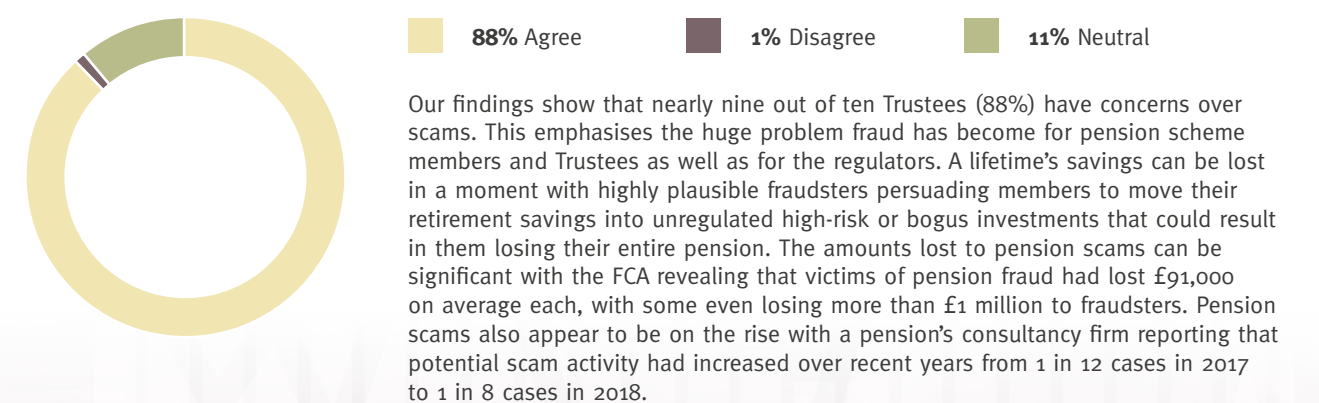 88% Agree 1% Disagree 11% Neutral
Our findings show that nearly nine out of ten Trustees (88%) have concerns over
scams. This emphasises the huge problem fraud has become for pension scheme
members and Trustees as well as for the regulators. A lifetime’s savings can be lost
in a moment with highly plausible fraudsters persuading members to move their
retirement savings into unregulated high-risk or bogus investments that could result
in them losing their entire pension. The amounts lost to pension scams can be
significant with the FCA revealing that victims of pension fraud had lost £91,000
on average each, with some even losing more than £1 million to fraudsters. Pension
scams also appear to be on the rise with a pension’s consultancy firm reporting that
potential scam activity had increased over recent years from 1 in 12 cases in 2017
to 1 in 8 cases in 2018.